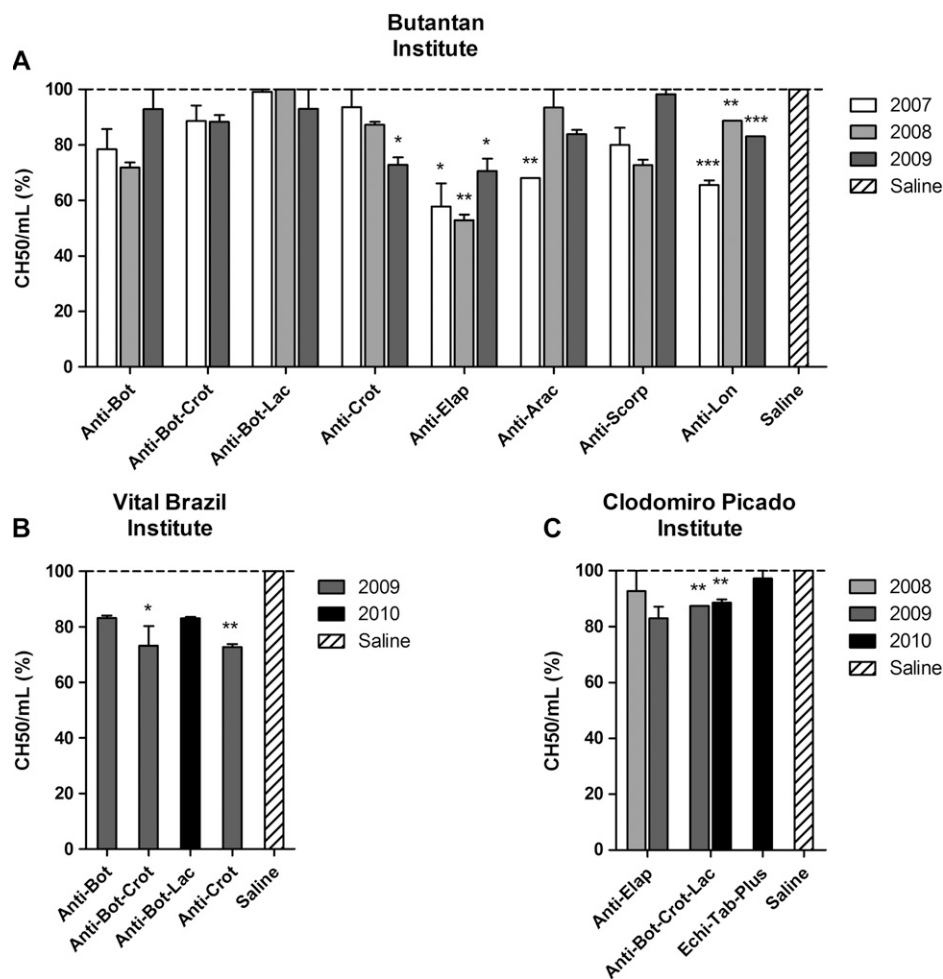 Butantan
Institute
A
100
80
60
40
20
0
CH50/mL (%)
*
**
*
*
**
***
**
***
2007
2008
2009
Saline
Anti-Bot
Anti-Bot-Crot
Anti-Bot-Lac
Anti-Crot
Anti-Elap
Anti-Arac
Anti-Scorp
Anti-Lon
Saline
Vital Brazil
Institute
B
100
80
60
40
20
0
CH50/mL (%)
*
**
2009
2010
Saline
Anti-Bot
Anti-Bot-Crot
Anti-Bot-Lac
Anti-Crot
Saline
Clodomiro Picado
Institute
C
100
80
60
40
20
0
CH50/mL (%)
**
**
2008
2009
2010
Saline
Anti-Elap
Anti-Bot-Crot-Lac
Echi-Tab-Plus
Saline